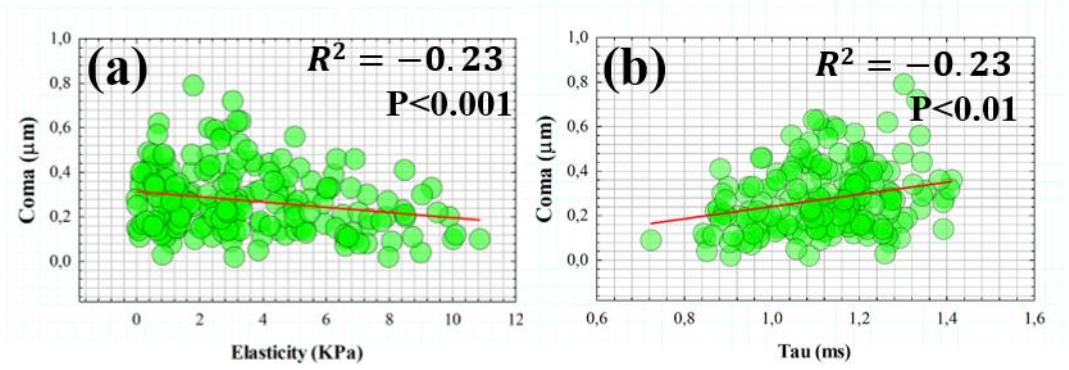 (a)
R² = −0.23
P<0.001
Coma (μm)
1,0
0,8
0,6
0,4
0,2
0,0
0 2 4 6 8 10 12
Elasticity (KPa)
(b)
R² = −0.23
P<0.01
Coma (μm)
1,0
0,8
0,6
0,4
0,2
0,0
0,6 0,8 1,0 1,2 1,4 1,6
Tau (ms)